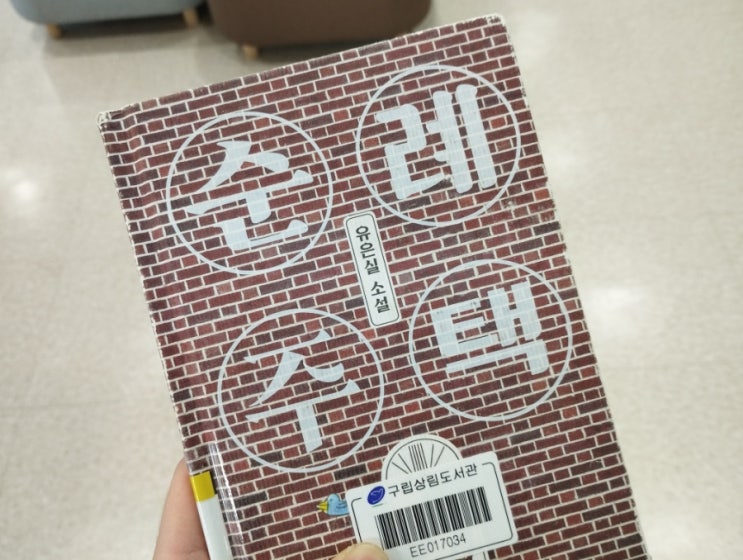 순례
주택
유은실 소설
구립상림도서관
EE017034